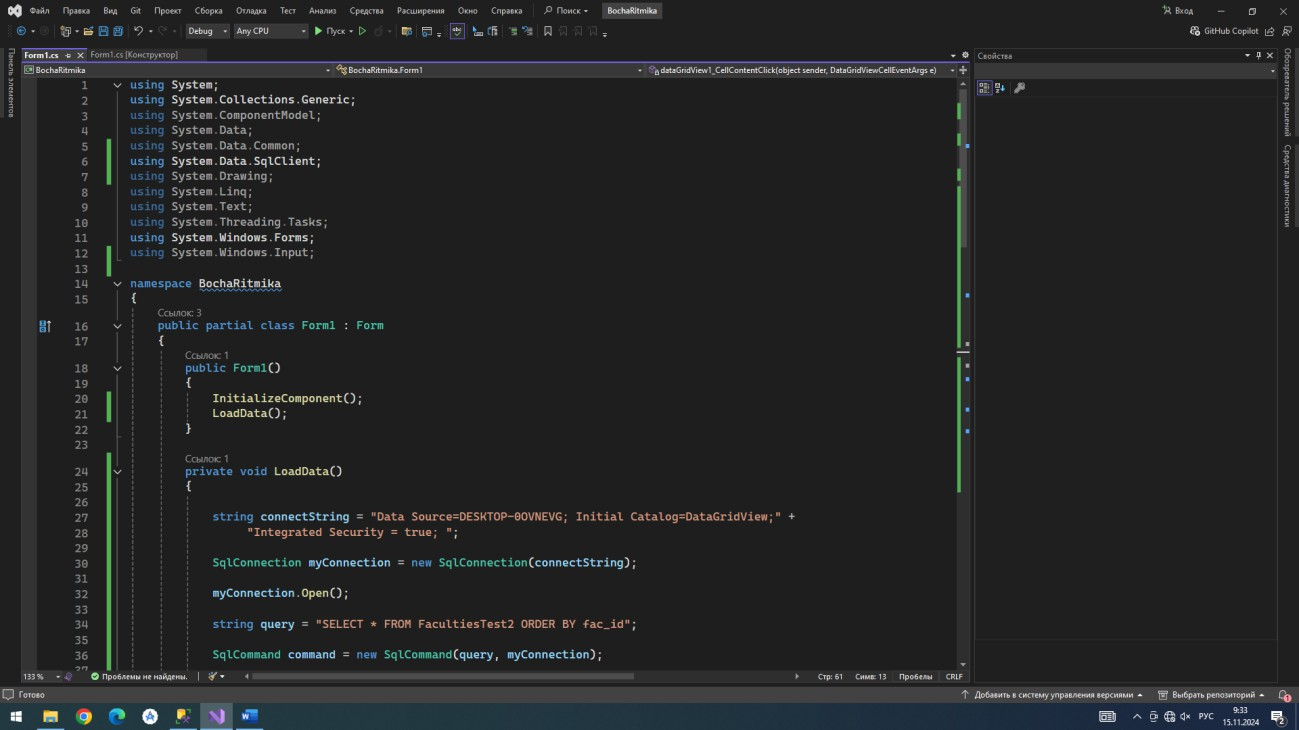 Файл Правка Вид Git Проект Сборка Отладка Тест Анализ Средства Расширения Окно Справка Поиск BochaRitmika Вход
Debug Any CPU Пуск GitHub Copilot
Панель элементов
Form1.cs Form1.cs [Конструктор]
BochaRitmika BochaRitmika.Form1 dataGridView1_CellContentClick(object sender, DataGridViewCellEventArgs e)
1 using System;
2 using System.Collections.Generic;
3 using System.ComponentModel;
4 using System.Data;
5 using System.Data.Common;
6 using System.Data.SqlClient;
7 using System.Drawing;
8 using System.Linq;
9 using System.Text;
10 using System.Threading.Tasks;
11 using System.Windows.Forms;
12 using System.Windows.Input;
13
14 namespace BochaRitmika
15 {
Ссылок: 3
16 public partial class Form1 : Form
17 {
Ссылок: 1
18 public Form1()
19 {
20 InitializeComponent();
21 LoadData();
22 }
23
Ссылок: 1
24 private void LoadData()
25 {
26
27 string connectString = "Data Source=DESKTOP-0OVNEVG; Initial Catalog=DataGridView;" +
28 "Integrated Security = true; ";
29
30 SqlConnection myConnection = new SqlConnection(connectString);
31
32 myConnection.Open();
33
34 string query = "SELECT * FROM FacultiesTest2 ORDER BY fac_id";
35
36 SqlCommand command = new SqlCommand(query, myConnection);
37
133 % Проблемы не найдены. Стр: 61 Симв: 13 Пробелы CRLF
Свойства
Обозреватель решений
Средства диагностики
Готово Добавить в систему управления версиями Выбрать репозиторий 1
РУС 9:33
15.11.2024 2